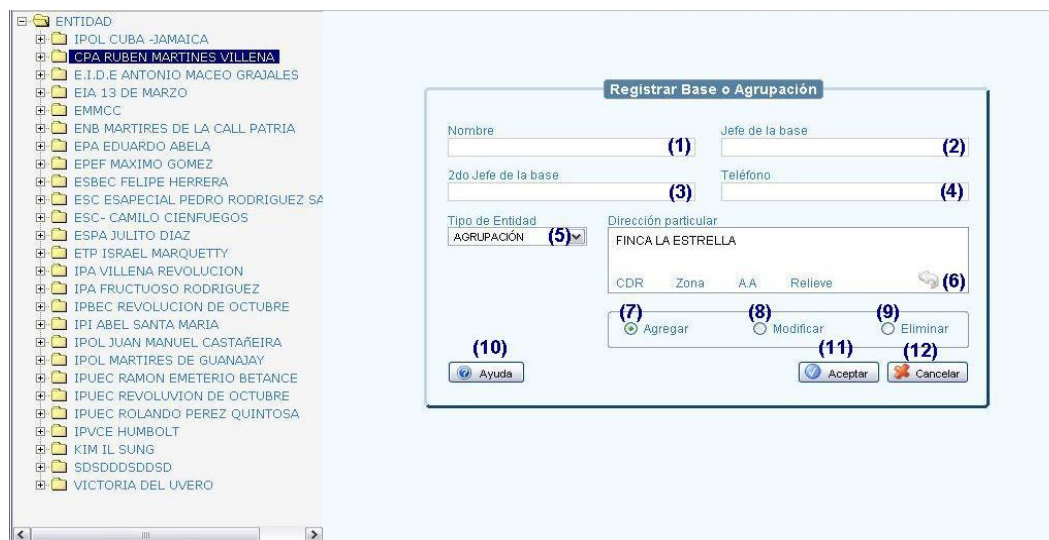 ENTIDAD
IPOL CUBA -JAMAICA
CPA RUBEN MARTINES VILLENA
E.I.D.E ANTONIO MACEO GRAJALES
EIA 13 DE MARZO
EMMCC
ENB MARTIRES DE LA CALL PATRIA
EPA EDUARDO ABELA
EPEF MAXIMO GOMEZ
ESBEC FELIPE HERRERA
ESC ESAPECIAL PEDRO RODRIGUEZ SA
ESC- CAMILO CIENFUEGOS
ESPA JULITO DIAZ
ETP ISRAEL MARQUETTY
IPA VILLENA REVOLUCION
IPA FRUCTUOSO RODRIGUEZ
IPBEC REVOLUCION DE OCTUBRE
IPI ABEL SANTA MARIA
IPOL JUAN MANUEL CASTAñEIRA
IPOL MARTIRES DE GUANAJAY
IPUEC RAMON EMETERIO BETANCE
IPUEC REVOLUVION DE OCTUBRE
IPUEC ROLANDO PEREZ QUINTOSA
IPVCE HUMBOLT
KIM IL SUNG
SDSDDDSDDSD
VICTORIA DEL UVERO
Registrar Base o Agrupación
Nombre Jefe de la base
(1) (2)
2do Jefe de la base Teléfono
(3) (4)
Tipo de Entidad Dirección particular
AGRUPACIÓN (5) FINCA LA ESTRELLA
CDR Zona A.A Relieve (6)
(7) (8) (9)
Agregar Modificar Eliminar
(10) (11) (12)
Ayuda Aceptar Cancelar